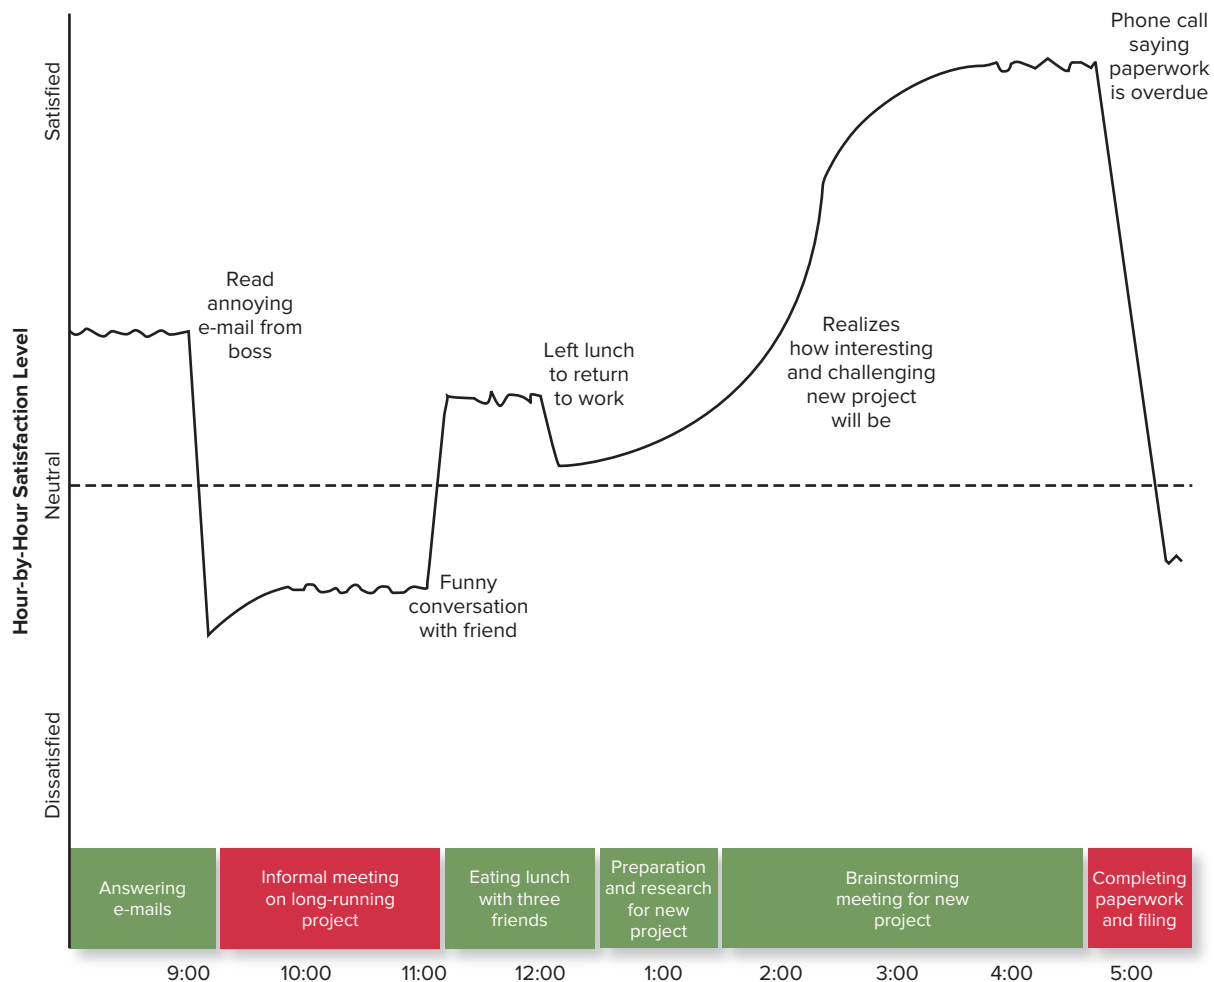 Phone call
saying
paperwork
is overdue
Satisfied
Read
annoying
e-mail from
boss
Left lunch
to return
to work
Realizes
how interesting
and challenging
new project
will be
Hour-by-Hour Satisfaction Level
Neutral
Funny
conversation
with friend
Dissatisfied
Answering
e-mails
Informal meeting
on long-running
project
Eating lunch
with three
friends
Preparation
and research
for new
project
Brainstorming
meeting for new
project
Completing
paperwork
and filing
9:00 10:00 11:00 12:00 1:00 2:00 3:00 4:00 5:00